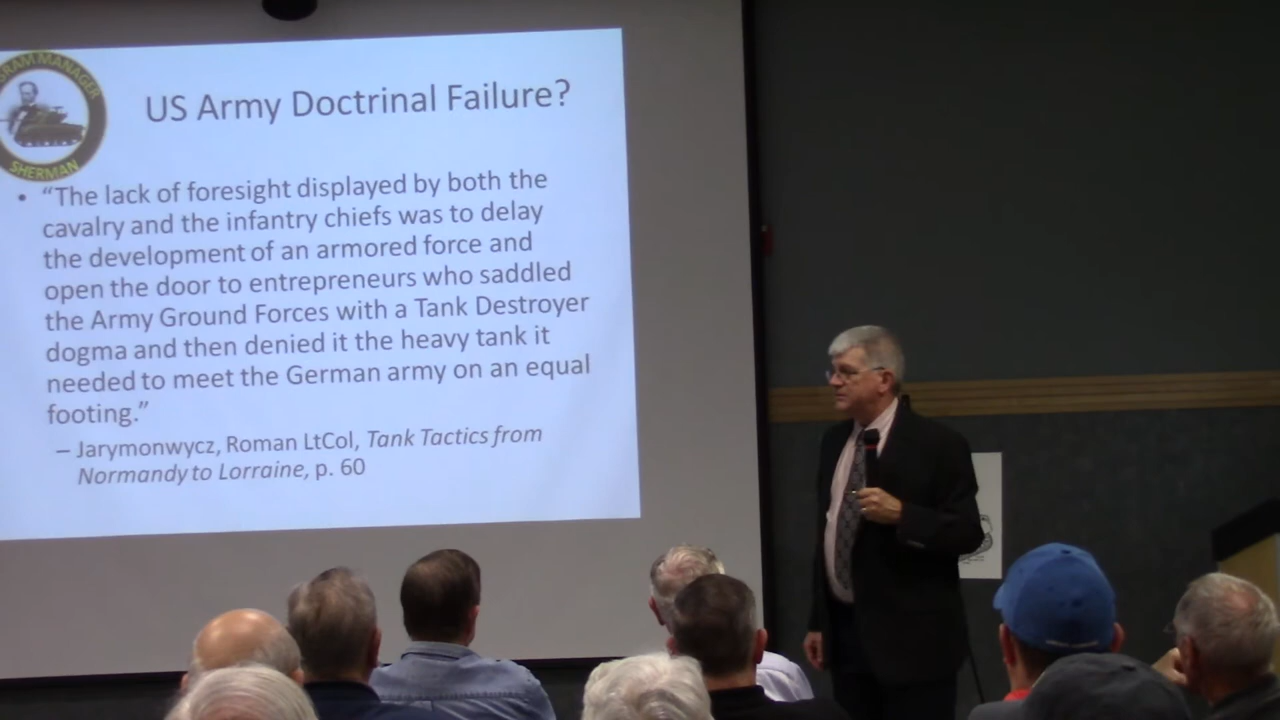 GRAM MANAGER
SHERMAN
US Army Doctrinal Failure?
• “The lack of foresight displayed by both the
cavalry and the infantry chiefs was to delay
the development of an armored force and
open the door to entrepreneurs who saddled
the Army Ground Forces with a Tank Destroyer
dogma and then denied it the heavy tank it
needed to meet the German army on an equal
footing.”
– Jarymonwycz, Roman LtCol, Tank Tactics from
Normandy to Lorraine, p. 60